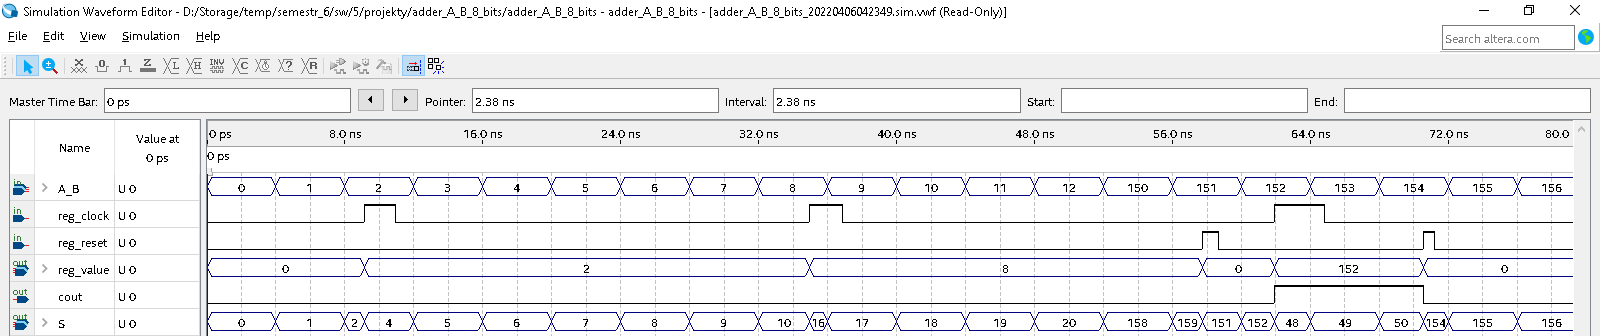 Simulation Waveform Editor - D:/Storage/temp/semestr_6/sw/5/projekty/adder_A_B_8_bits/adder_A_B_8_bits - adder_A_B_8_bits - [adder_A_B_8_bits_20220406042349.sim.vwf (Read-Only)]
File Edit View Simulation Help
Search altera.com
Master Time Bar: 0 ps Pointer: 2.38 ns Interval: 2.38 ns Start: End:
Name Value at 0 ps 0 ps 8.0 ns 16.0 ns 24.0 ns 32.0 ns 40.0 ns 48.0 ns 56.0 ns 64.0 ns 72.0 ns 80.0
0 ps
in A_B U 0 0 1 2 3 4 5 6 7 8 9 10 11 12 150 151 152 153 154 155 156
in reg_clock U 0
in reg_reset U 0
out reg_value U 0 0 2 8 0 152 0
out cout U 0
out S U 0 0 1 2 4 5 6 7 8 9 10 16 17 18 19 20 158 159 151 152 48 49 50 154 155 156